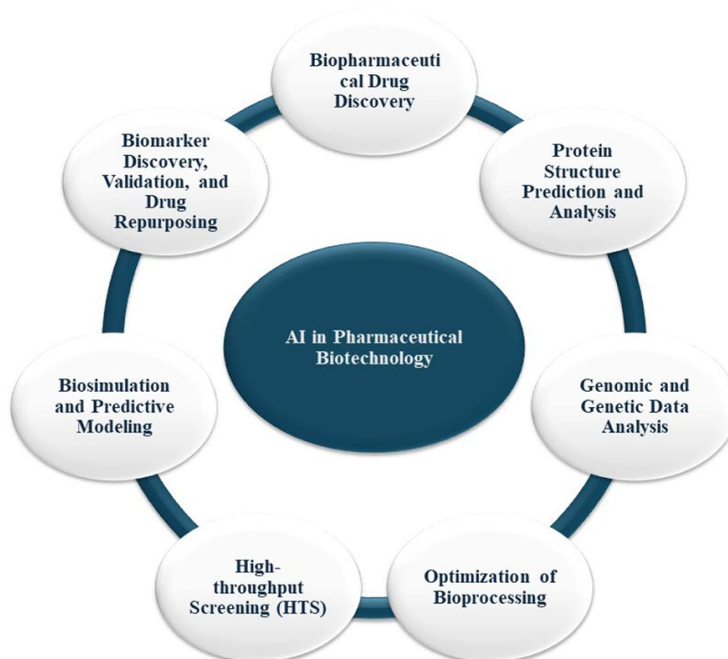 Biopharmaceuti
cal Drug
Discovery
Protein
Structure
Prediction and
Analysis
Genomic and
Genetic Data
Analysis
Optimization of
Bioprocessing
High-
throughput
Screening (HTS)
Biosimulation
and Predictive
Modeling
Biomarker
Discovery,
Validation, and
Drug
Repurposing
AI in Pharmaceutical
Biotechnology